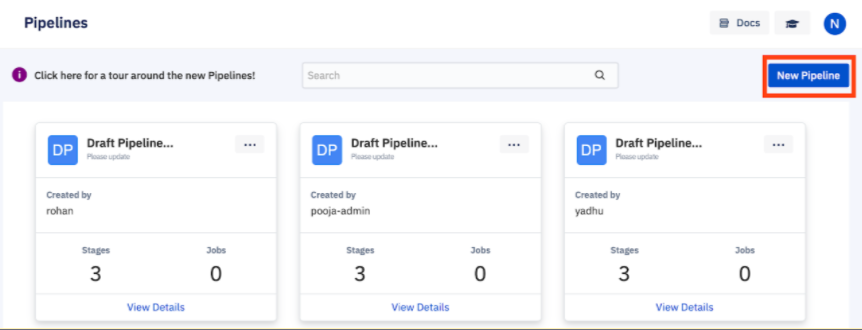 Pipelines
Docs
N
i
Click here for a tour around the new Pipelines!
Search
New Pipeline
DP
Draft Pipeline...
...
Please update
Created by
rohan
Stages
Jobs
3
0
View Details
DP
Draft Pipeline...
...
Please update
Created by
pooja-admin
Stages
Jobs
3
0
View Details
DP
Draft Pipeline...
...
Please update
Created by
yadhu
Stages
Jobs
3
0
View Details